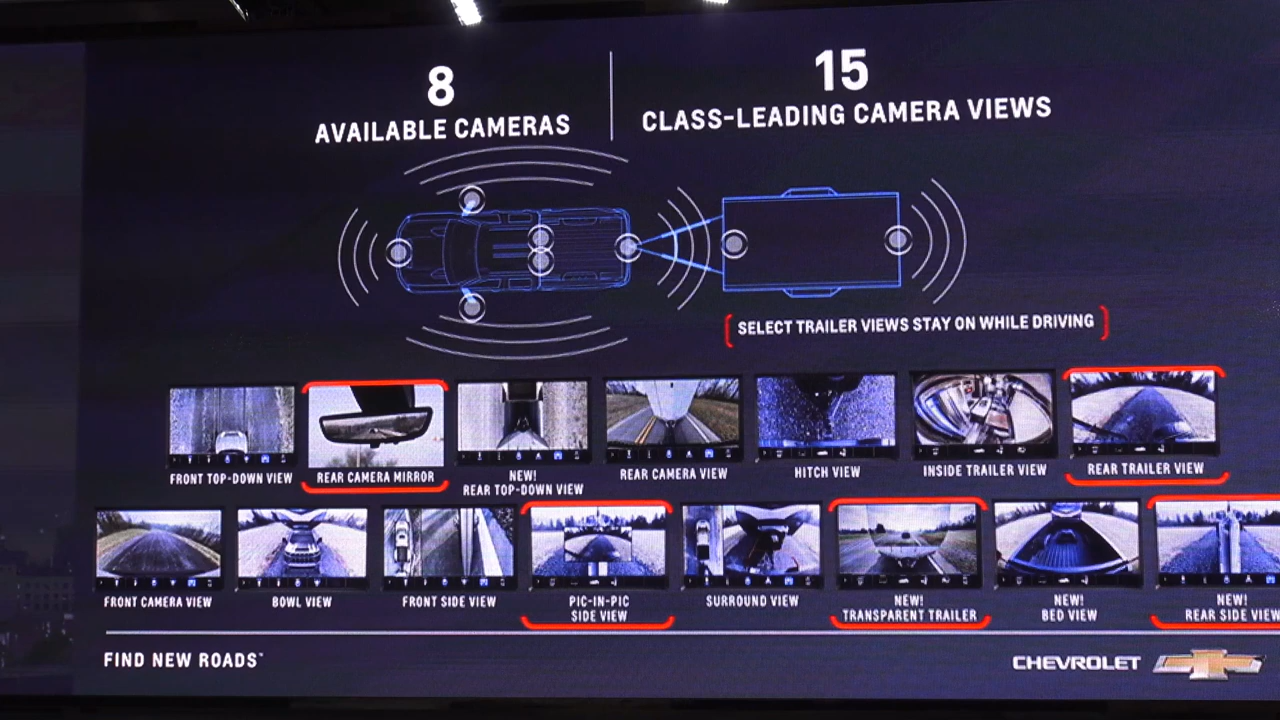 8
AVAILABLE CAMERAS
15
CLASS-LEADING CAMERA VIEWS
SELECT TRAILER VIEWS STAY ON WHILE DRIVING
FRONT TOP-DOWN VIEW
REAR CAMERA MIRROR
NEW!
REAR TOP-DOWN VIEW
REAR CAMERA VIEW
HITCH VIEW
INSIDE TRAILER VIEW
REAR TRAILER VIEW
FRONT CAMERA VIEW
BOWL VIEW
FRONT SIDE VIEW
PIC-IN-PIC
SIDE VIEW
SURROUND VIEW
NEW!
TRANSPARENT TRAILER
NEW!
BED VIEW
NEW!
REAR SIDE VIEW
FIND NEW ROADS™
CHEVROLET